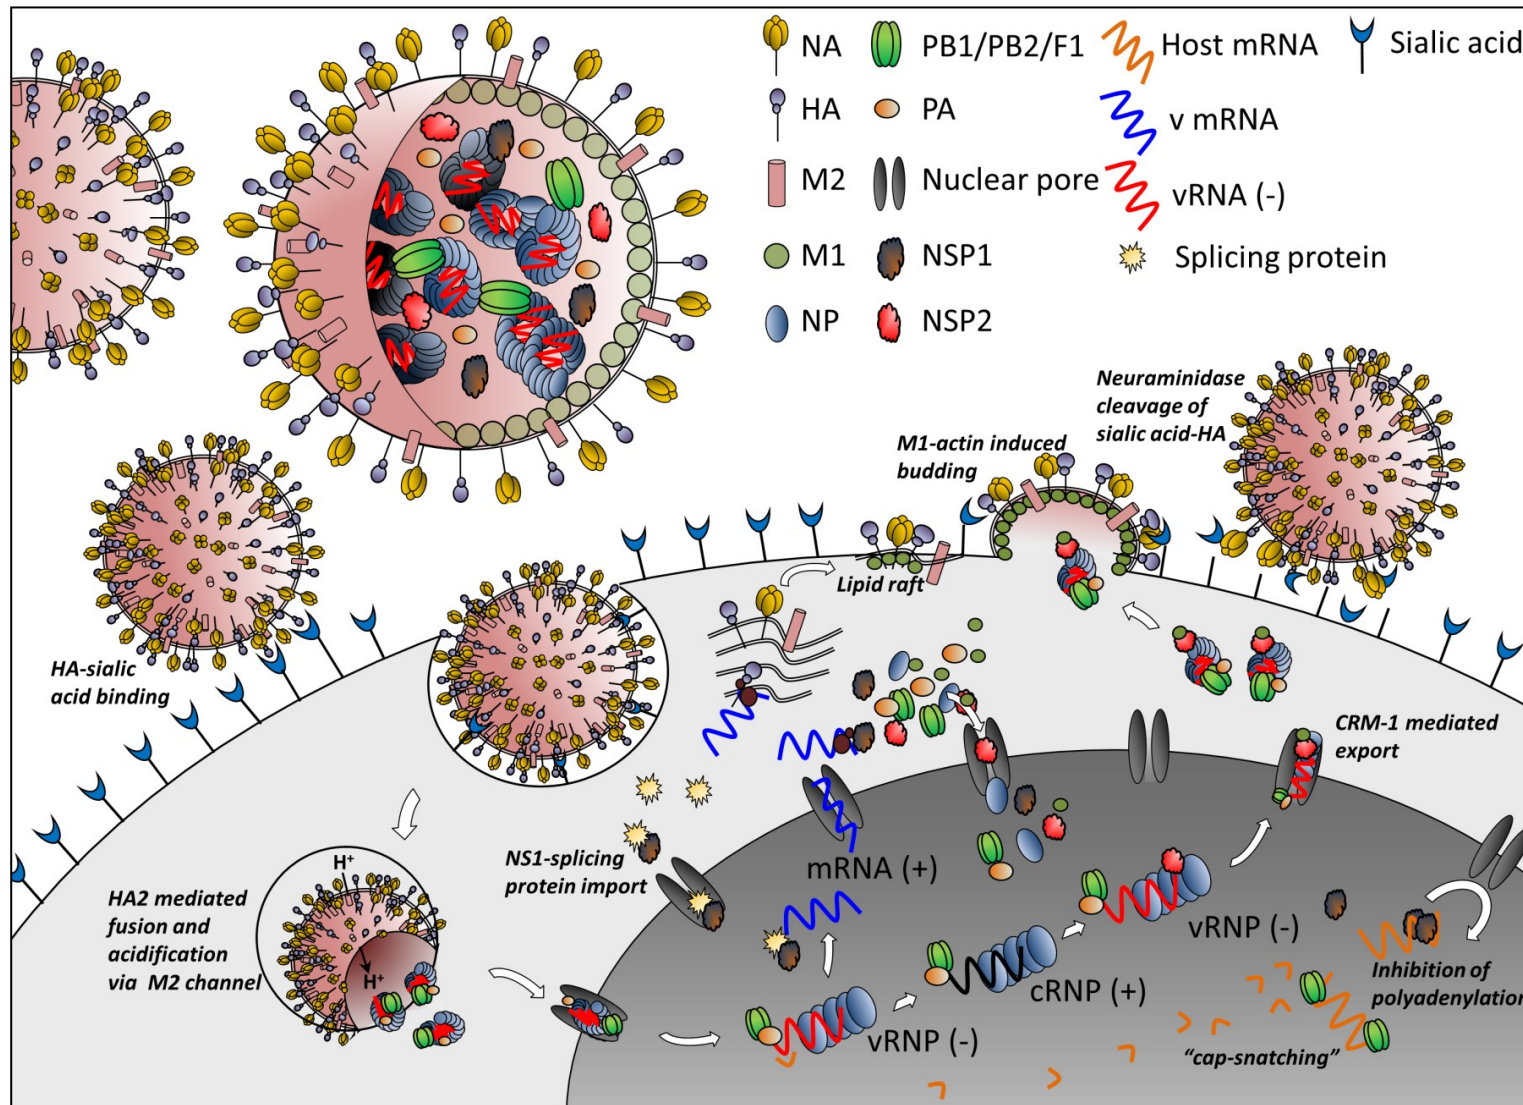 NA
PB1/PB2/F1
Host mRNA
Sialic acid
HA
PA
v mRNA
M2
Nuclear pore
vRNA (-)
M1
NSP1
Splicing protein
NP
NSP2
Neuraminidase
cleavage of
sialic acid-HA
M1-actin induced
budding
Lipid raft
HA-sialic
acid binding
CRM-1 mediated
export
NS1-splicing
protein import
mRNA (+)
H⁺
HA2 mediated
fusion and
acidification
via M2 channel
H⁺
vRNP (-)
cRNP (+)
vRNP (-)
Inhibition of
polyadenylation
“cap-snatching”